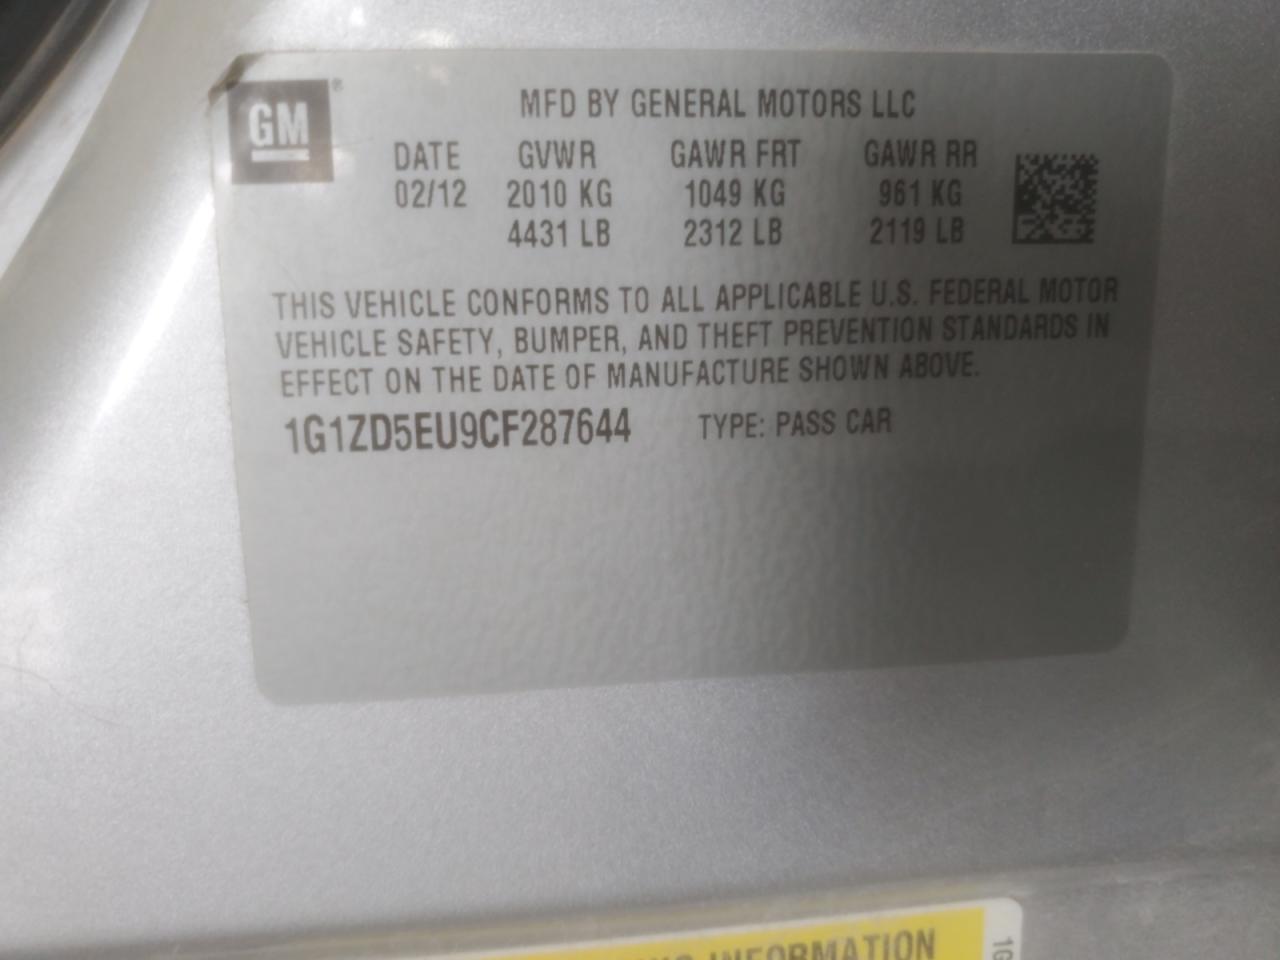 GM®
MFD BY GENERAL MOTORS LLC
DATE GVWR GAWR FRT GAWR RR
02/12 2010 KG 1049 KG 961 KG
4431 LB 2312 LB 2119 LB
THIS VEHICLE CONFORMS TO ALL APPLICABLE U.S. FEDERAL MOTOR
VEHICLE SAFETY, BUMPER, AND THEFT PREVENTION STANDARDS IN
EFFECT ON THE DATE OF MANUFACTURE SHOWN ABOVE.
1G1ZD5EU9CF287644 TYPE: PASS CAR
INFORMATION
1G